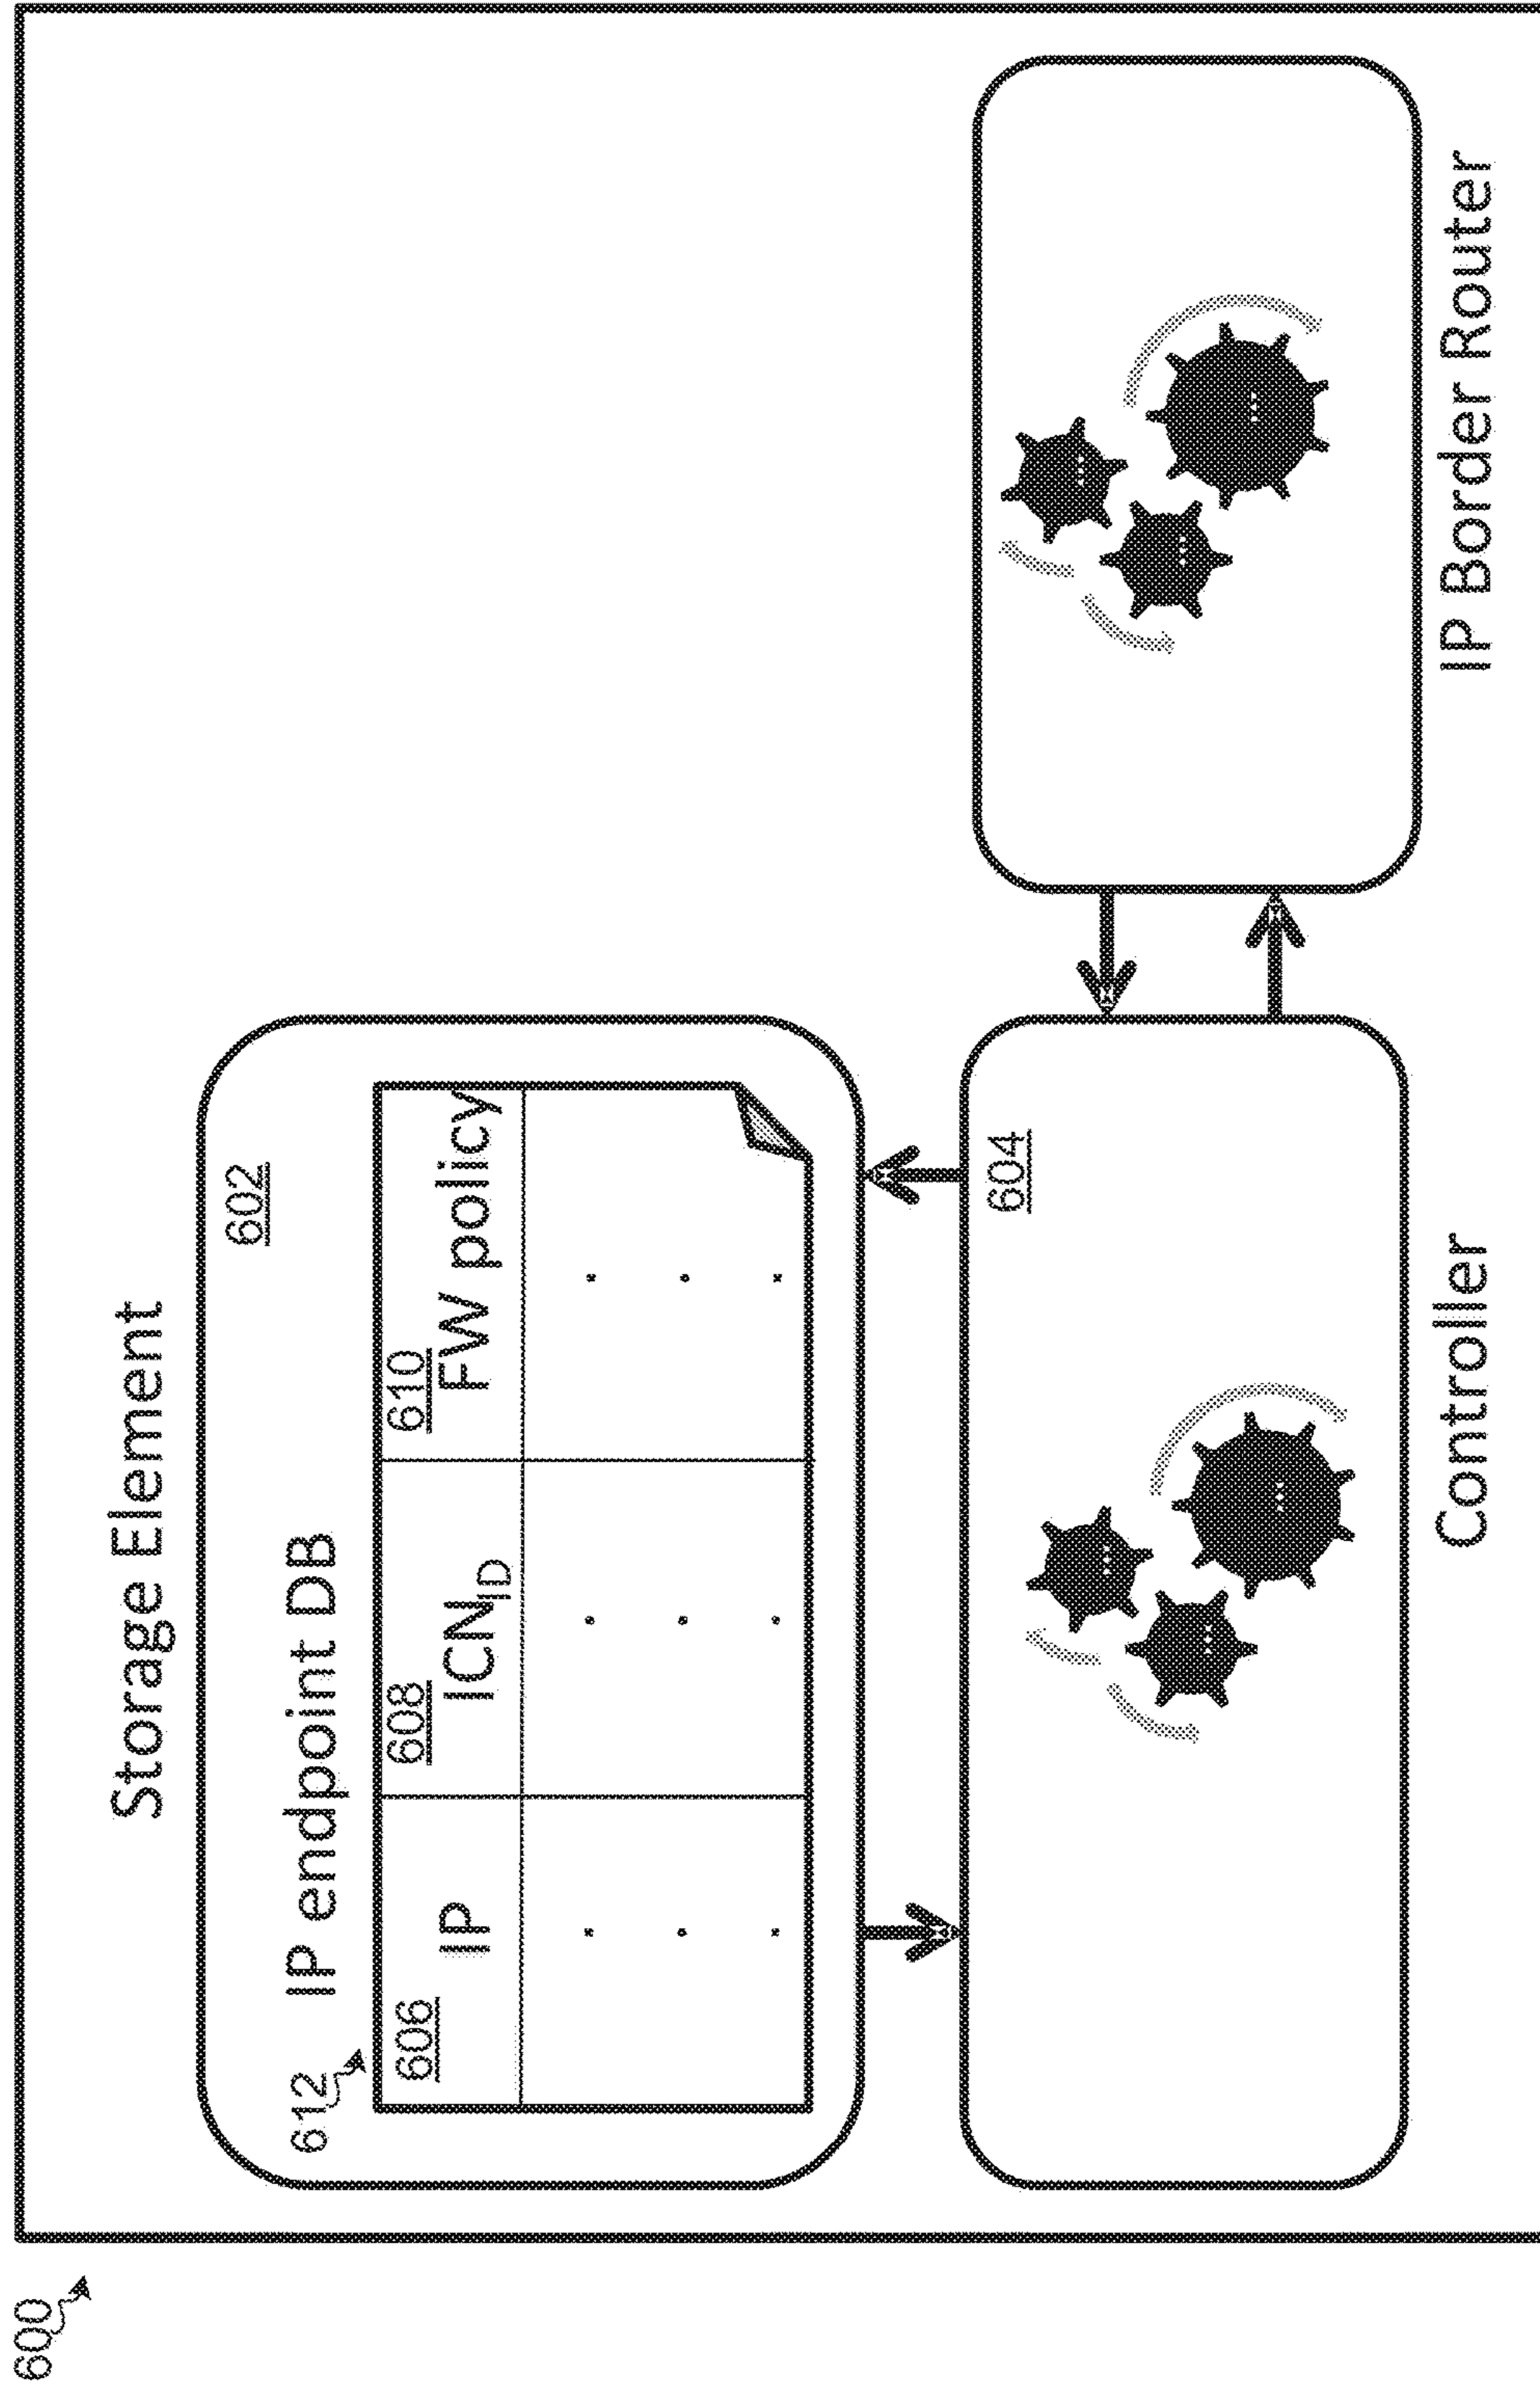 600
Storage Element
602
612
IP endpoint DB
606
IP
608
ICN_ID
610
FW policy
604
Controller
IP Border Router